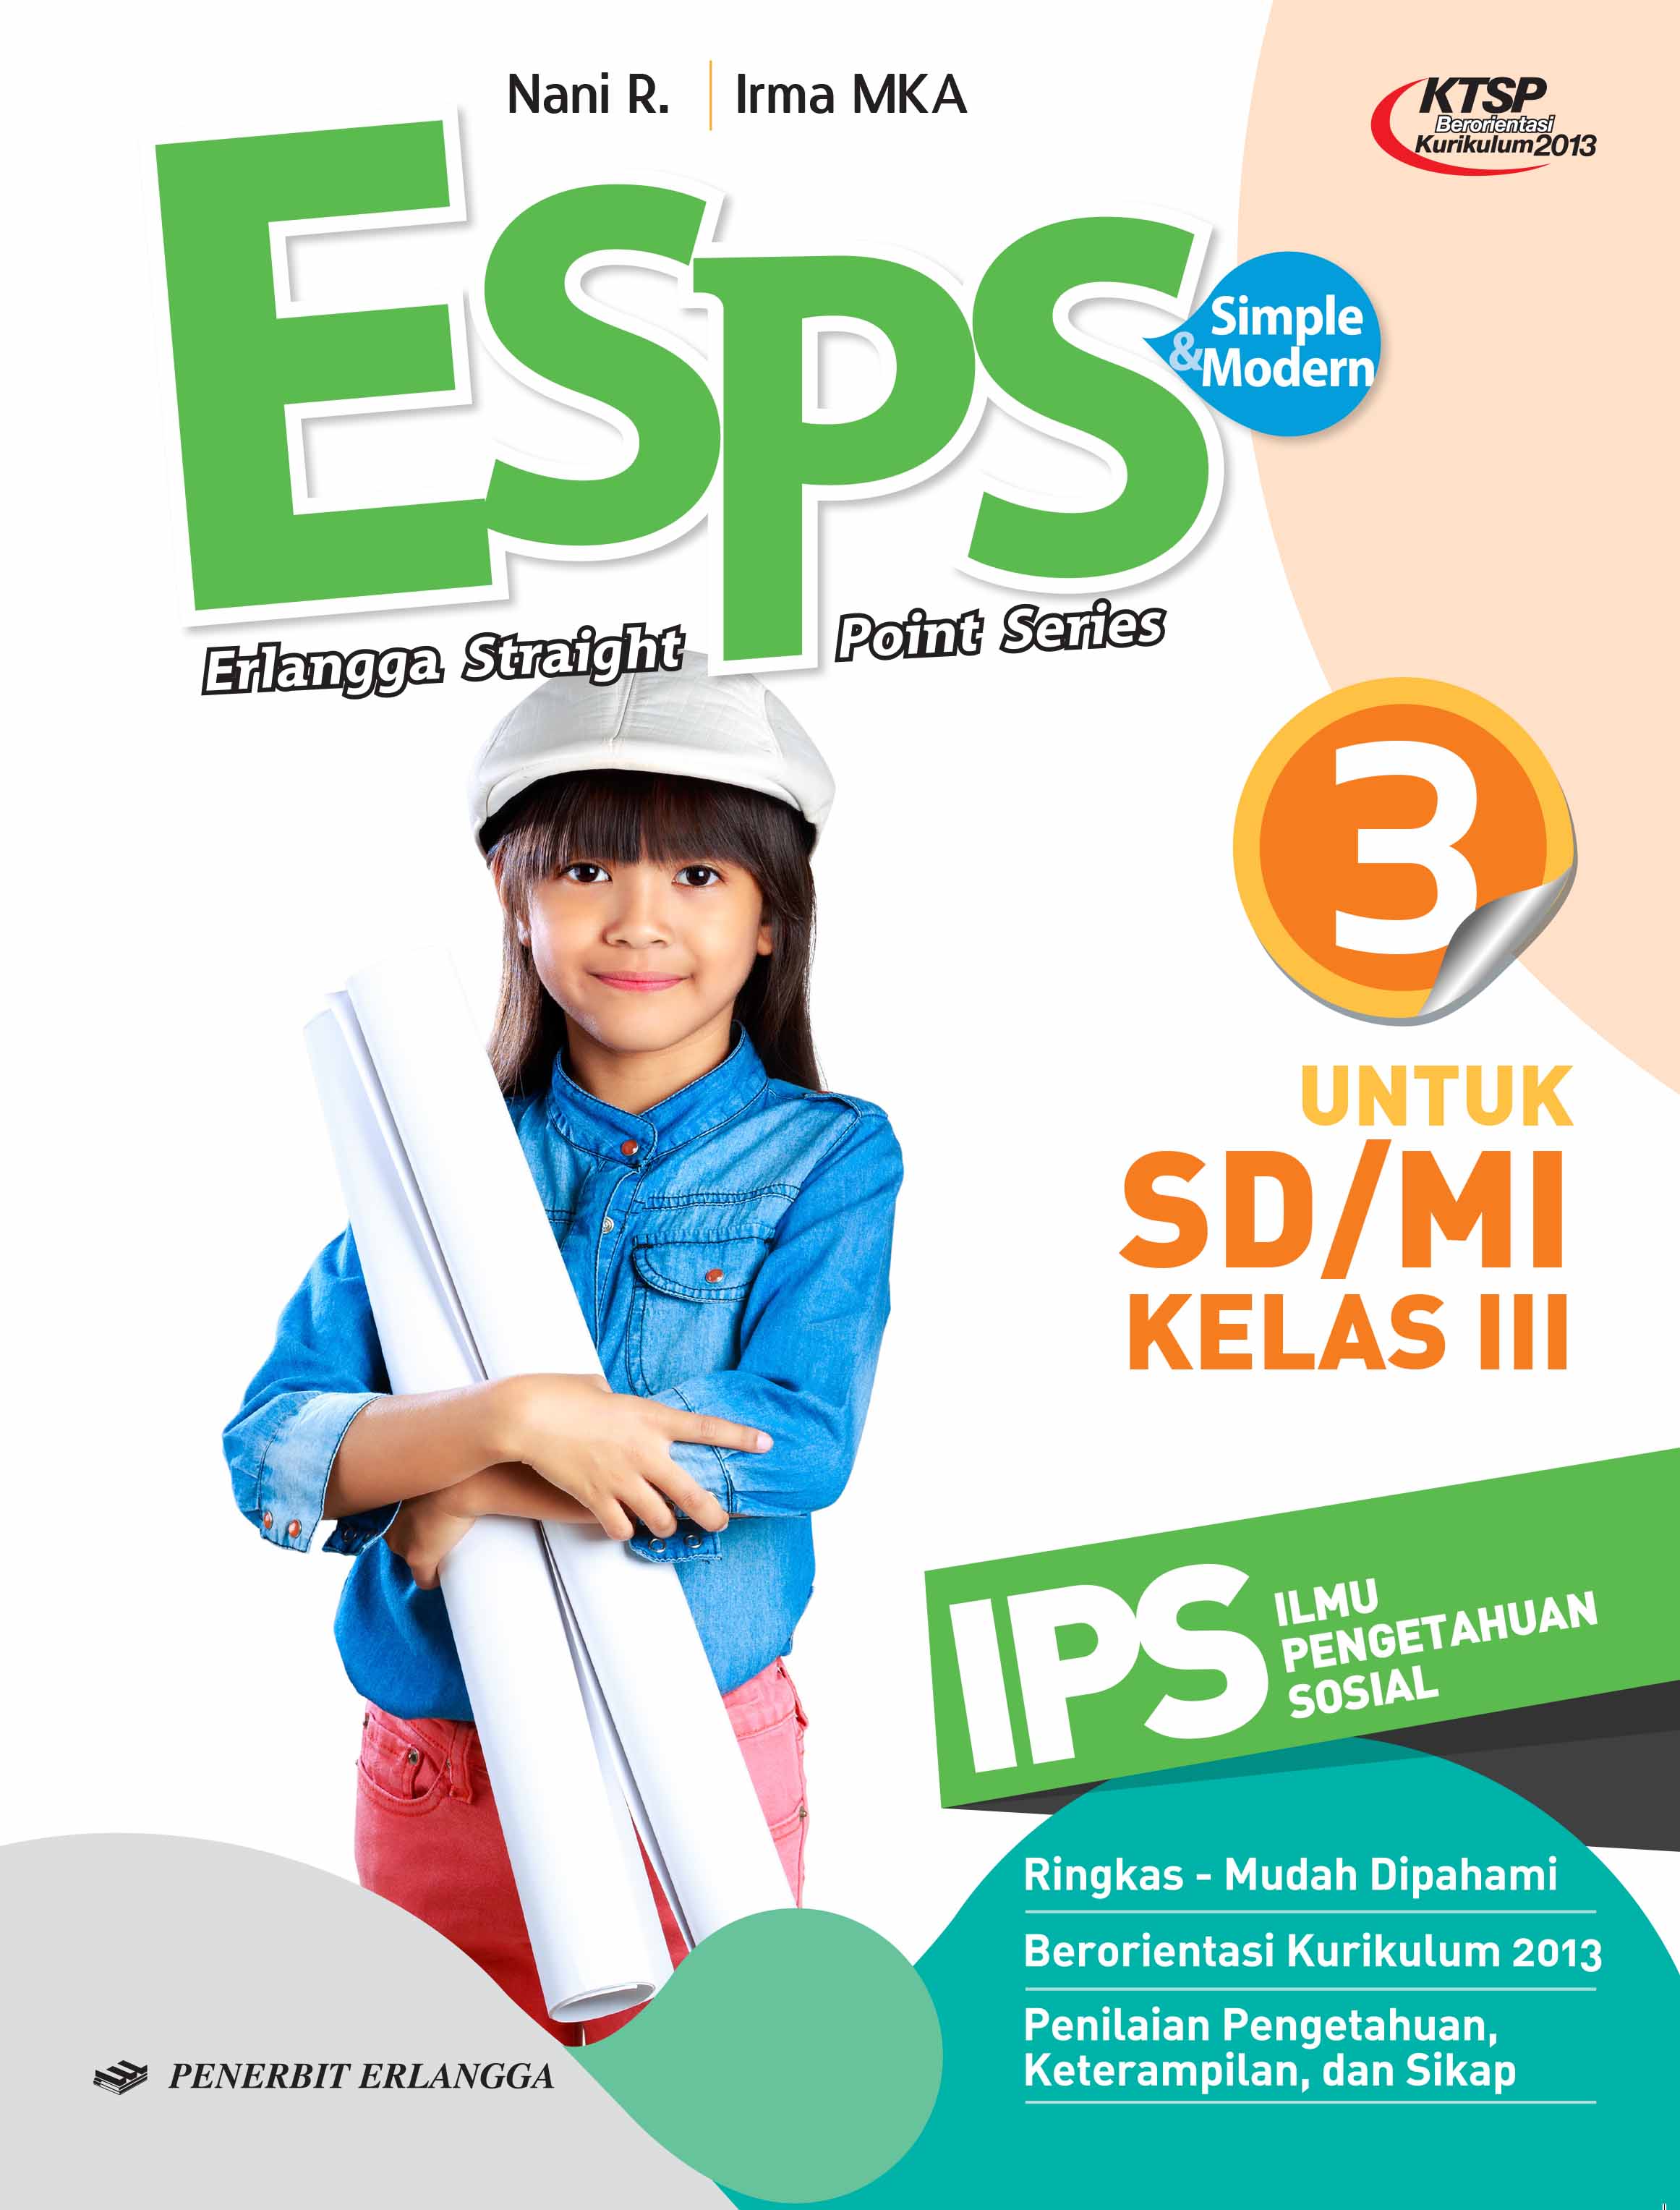 Nani R. | Irma MKA
KTSP
Berorientasi
Kurikulum2013
ESPS
Simple
&Modern
Erlangga Straight Point Series
3
UNTUK
SD/MI
KELAS III
IPS
ILMU
PENGETAHUAN
SOSIAL
Ringkas - Mudah Dipahami
Berorientasi Kurikulum 2013
Penilaian Pengetahuan,
Keterampilan, dan Sikap
PENERBIT ERLANGGA